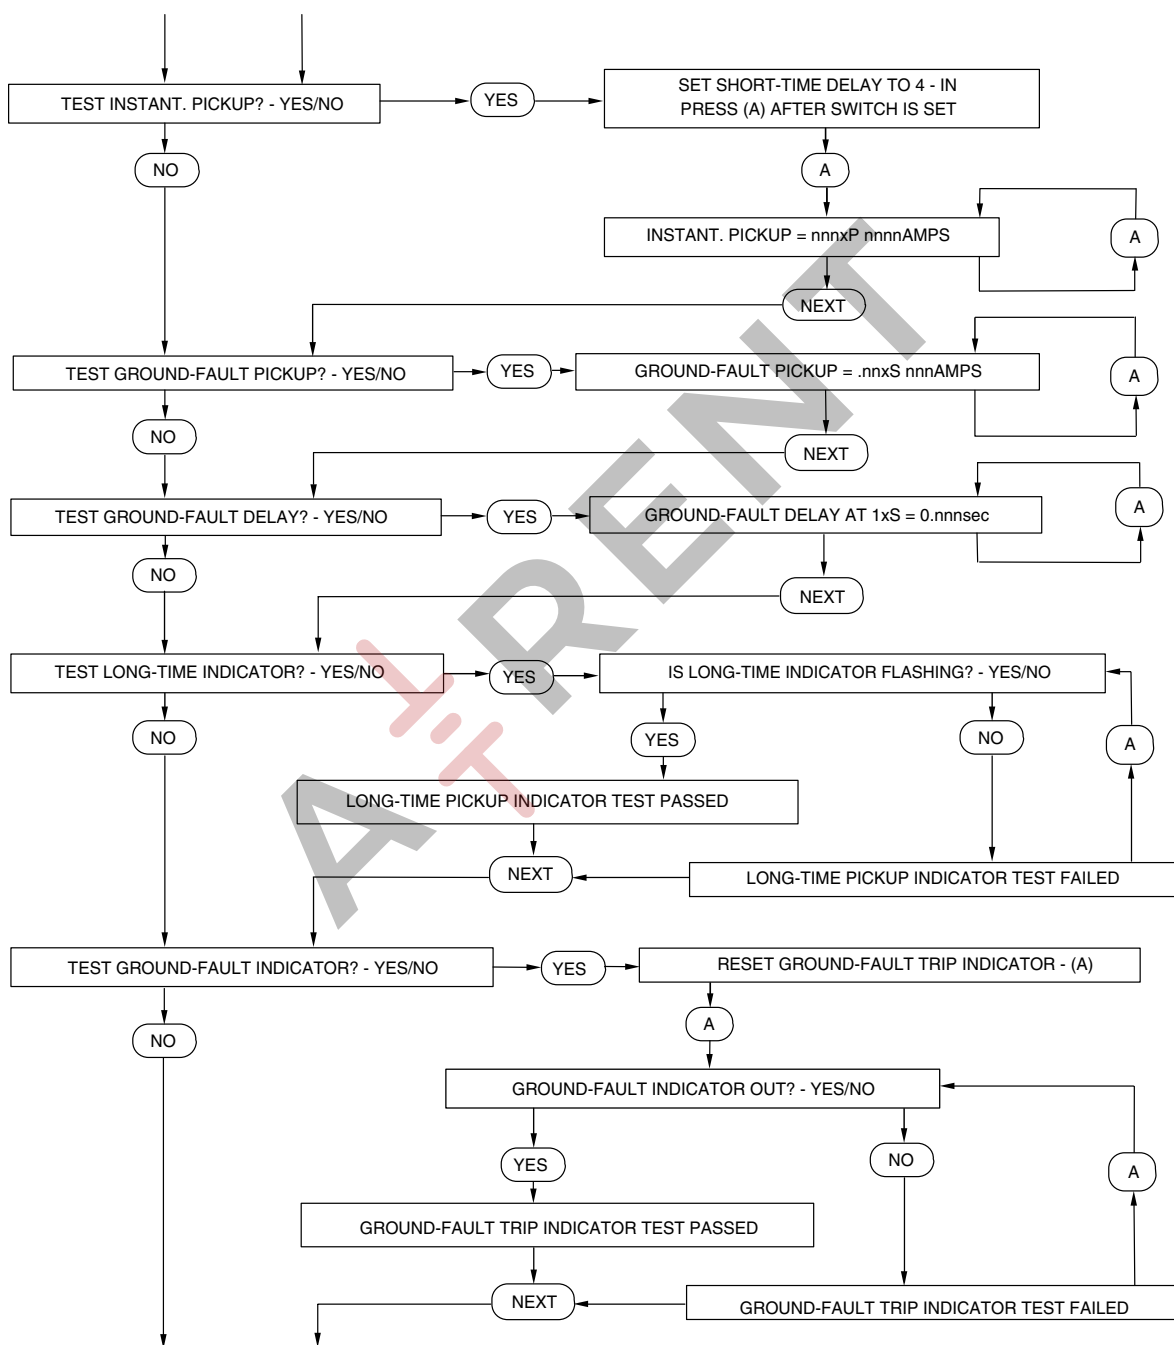 TEST INSTANT. PICKUP? - YES/NO
YES
SET SHORT-TIME DELAY TO 4 - IN
PRESS (A) AFTER SWITCH IS SET
NO
A
INSTANT. PICKUP = nnnxP nnnnAMPS
A
NEXT
TEST GROUND-FAULT PICKUP? - YES/NO
YES
GROUND-FAULT PICKUP = .nnxS nnnAMPS
A
NO
NEXT
TEST GROUND-FAULT DELAY? - YES/NO
YES
GROUND-FAULT DELAY AT 1xS = 0.nnnsec
A
NO
NEXT
TEST LONG-TIME INDICATOR? - YES/NO
YES
IS LONG-TIME INDICATOR FLASHING? - YES/NO
NO
YES
NO
A
LONG-TIME PICKUP INDICATOR TEST PASSED
NEXT
LONG-TIME PICKUP INDICATOR TEST FAILED
TEST GROUND-FAULT INDICATOR? - YES/NO
YES
RESET GROUND-FAULT TRIP INDICATOR - (A)
NO
A
GROUND-FAULT INDICATOR OUT? - YES/NO
YES
NO
A
GROUND-FAULT TRIP INDICATOR TEST PASSED
NEXT
GROUND-FAULT TRIP INDICATOR TEST FAILED
A RENT